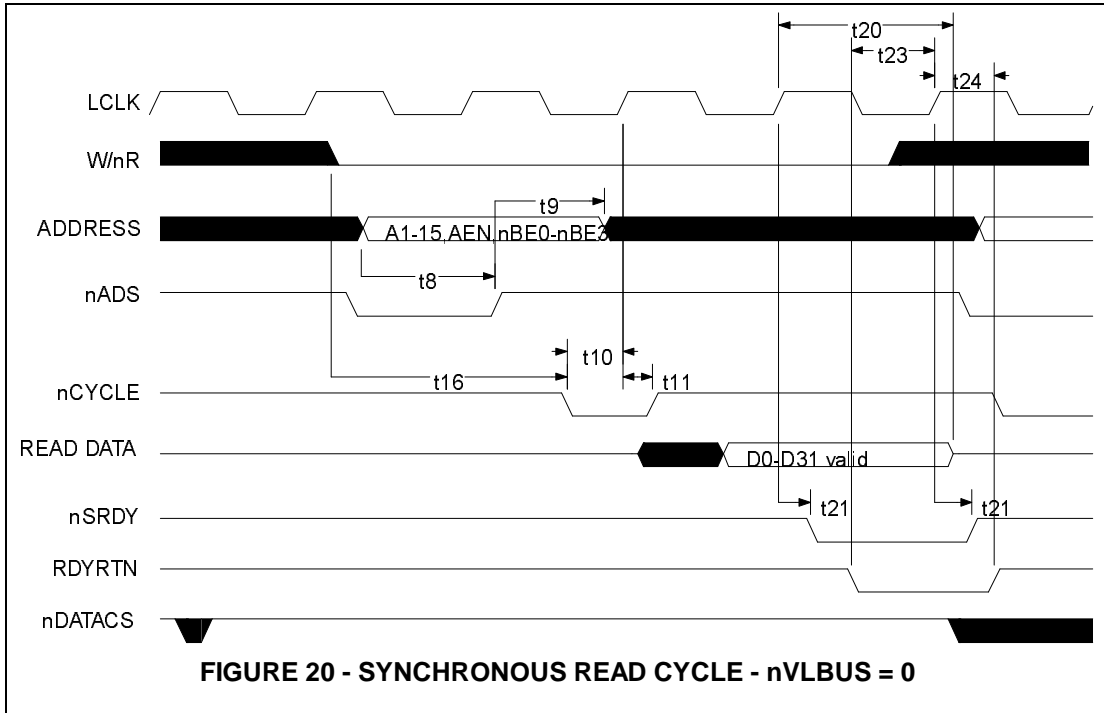 t20
t23
t24
LCLK
W/nR
t9
ADDRESS
A1-15,AEN,nBE0-nBE3
t8
nADS
t10
t16
t11
nCYCLE
READ DATA
D0-D31 valid
nSRDY
t21
t21
RDYRTN
nDATACS
FIGURE 20 - SYNCHRONOUS READ CYCLE - nVLBUS = 0